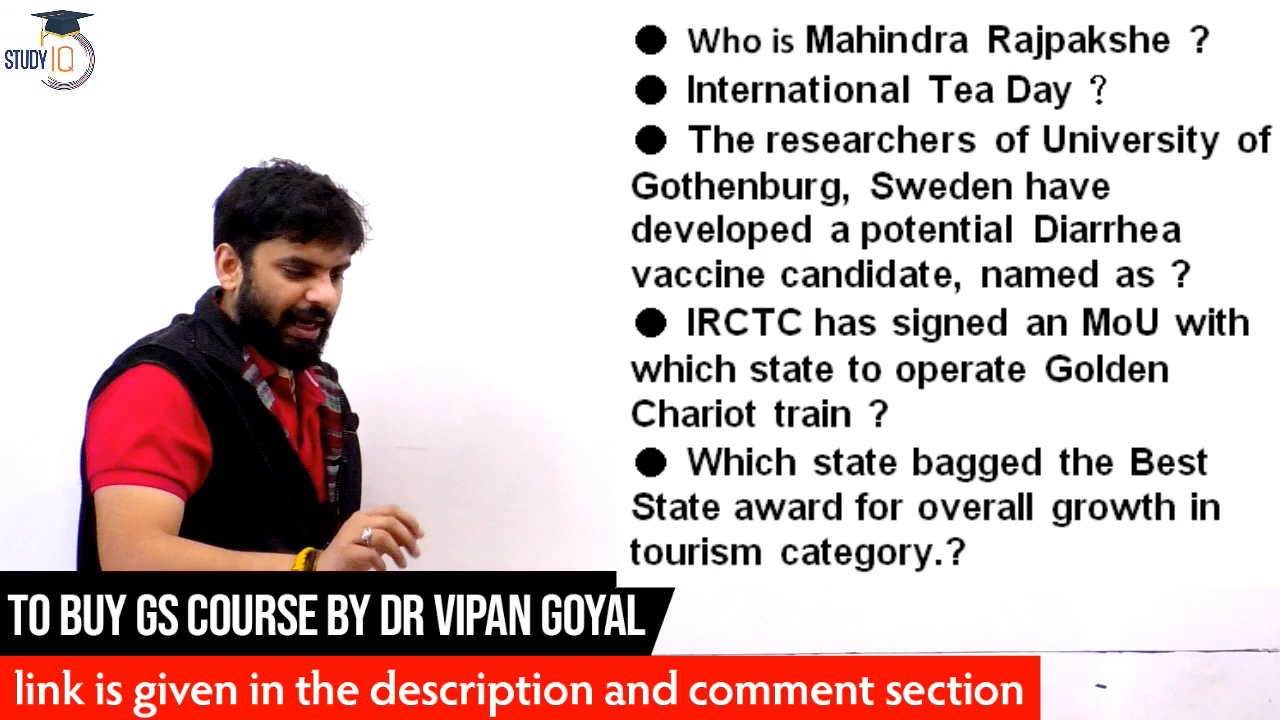 STUDY IQ
● Who is Mahindra Rajpakshe ?
● International Tea Day ?
● The researchers of University of
Gothenburg, Sweden have
developed a potential Diarrhea
vaccine candidate, named as ?
● IRCTC has signed an MoU with
which state to operate Golden
Chariot train ?
● Which state bagged the Best
State award for overall growth in
tourism category.?
TO BUY GS COURSE BY DR VIPAN GOYAL
link is given in the description and comment section